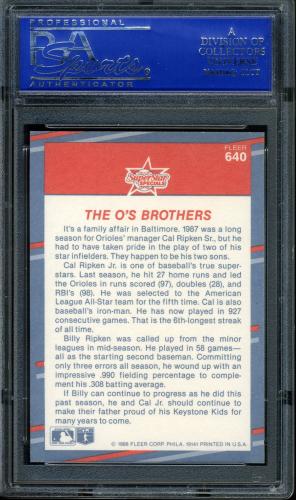 PROFESSIONAL
PSA
Sports
AUTHENTICATOR
A
DIVISION OF
COLLECTORS
UNIVERSE
FLEER
640
SuperStar
SPECIALS
THE O'S BROTHERS
It's a family affair in Baltimore. 1987 was a long
season for Orioles' manager Cal Ripken Sr., but he
had to have taken pride in the play of two of his
star infielders. They happen to be his two sons.
Cal Ripken Jr. is one of baseball's true super-
stars. Last season, he hit 27 home runs and led
the Orioles in runs scored (97), doubles (28), and
RBI's (98). He was selected to the American
League All-Star team for the fifth time. Cal is also
baseball's iron-man. He has now played in 927
consecutive games. That is the 6th-longest streak
of all time.
Billy Ripken was called up from the minor
leagues in mid-season. He played in 58 games—
all as the starting second baseman. Committing
only three errors all season, he wound up with an
impressive .990 fielding percentage to comple-
ment his .308 batting average.
If Billy can continue to progress as he did this
past season, he and Cal Jr. should continue to
make their father proud of his Keystone Kids for
many years to come.
© 1988 FLEER CORP. PHILA. 19141 PRINTED IN U.S.A.